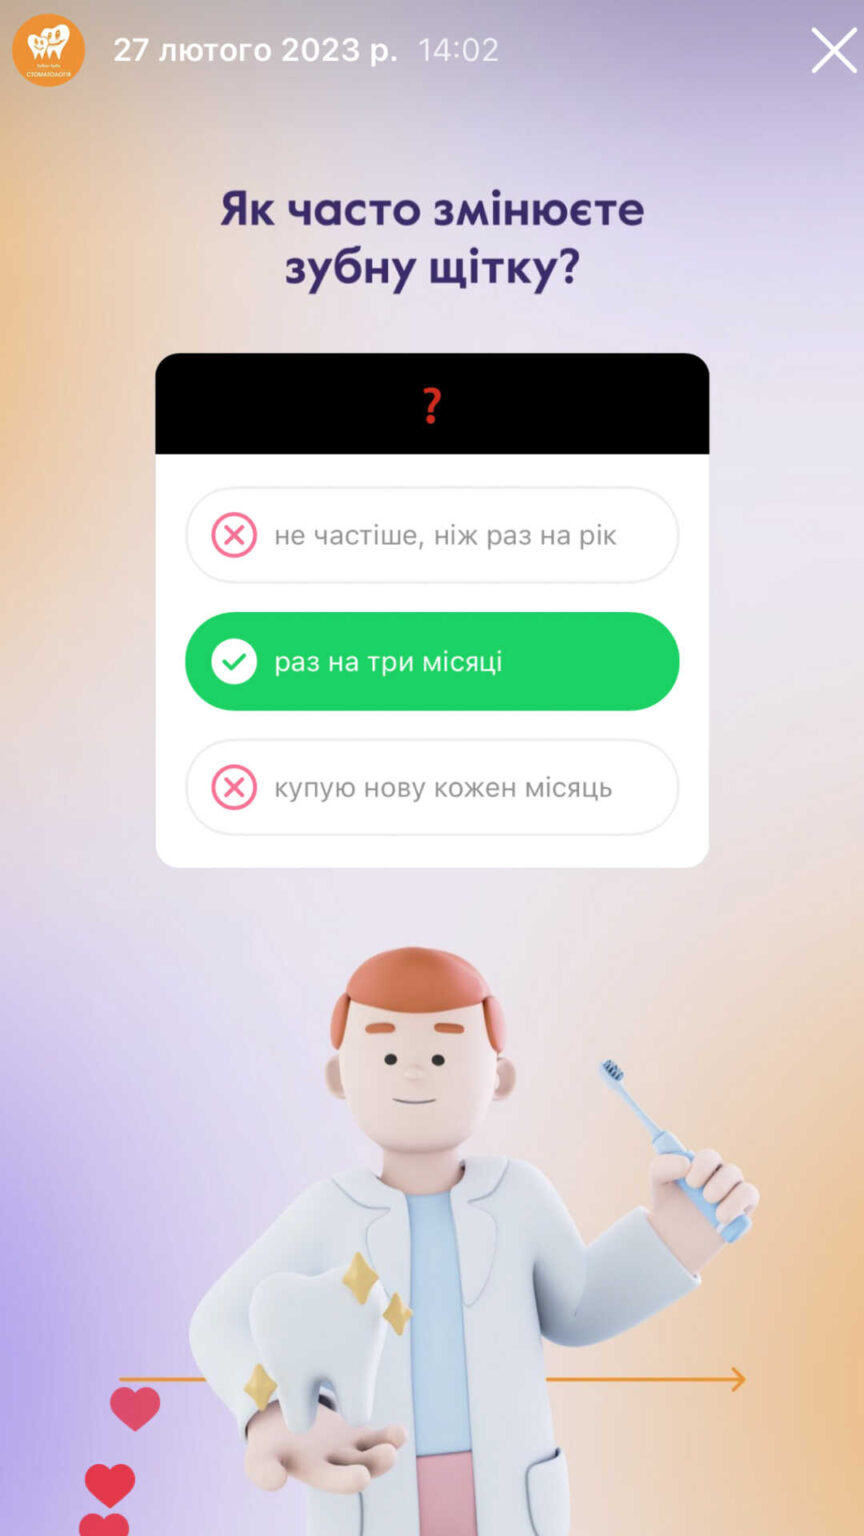 27 лютого 2023 р. 14:02
СТОМАТОЛОГІЯ
Як часто змінюєте
зубну щітку?
?
не частіше, ніж раз на рік
раз на три місяці
купую нову кожен місяць